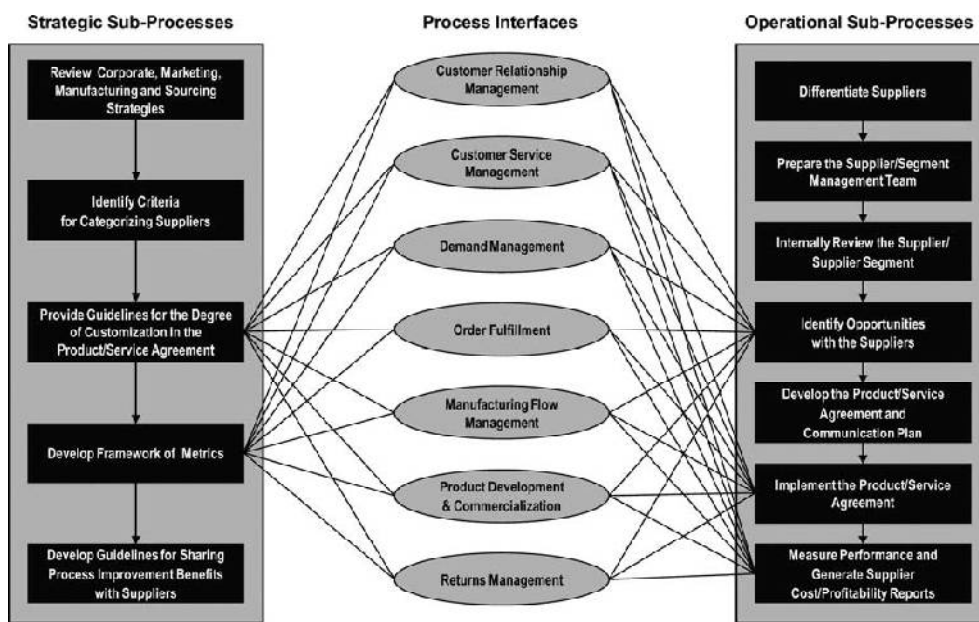 Strategic Sub-Processes
Process Interfaces
Operational Sub-Processes
Review Corporate, Marketing,
Manufacturing and Sourcing
Strategies
Identify Criteria
for Categorizing Suppliers
Provide Guidelines for the Degree
of Customization in the
Product/Service Agreement
Develop Framework of Metrics
Develop Guidelines for Sharing
Process Improvement Benefits
with Suppliers
Customer Relationship
Management
Customer Service
Management
Demand Management
Order Fulfillment
Manufacturing Flow
Management
Product Development
& Commercialization
Returns Management
Differentiate Suppliers
Prepare the Supplier/Segment
Management Team
Internally Review the Supplier/
Supplier Segment
Identify Opportunities
with the Suppliers
Develop the Product/Service
Agreement and
Communication Plan
Implement the Product/Service
Agreement
Measure Performance and
Generate Supplier
Cost/Profitability Reports